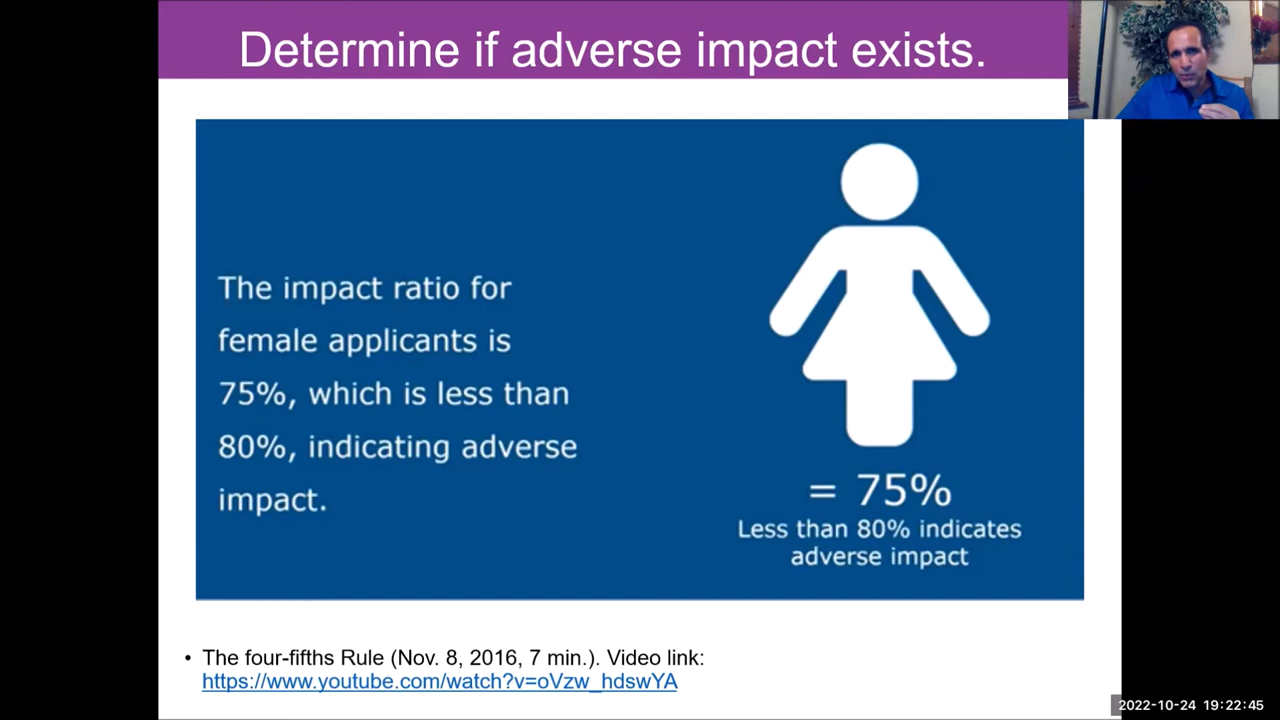 Determine if adverse impact exists.
The impact ratio for
female applicants is
75%, which is less than
80%, indicating adverse
impact.
= 75%
Less than 80% indicates
adverse impact
• The four-fifths Rule (Nov. 8, 2016, 7 min.). Video link:
https://www.youtube.com/watch?v=oVzw_hdswYA
2022-10-24 19:22:45